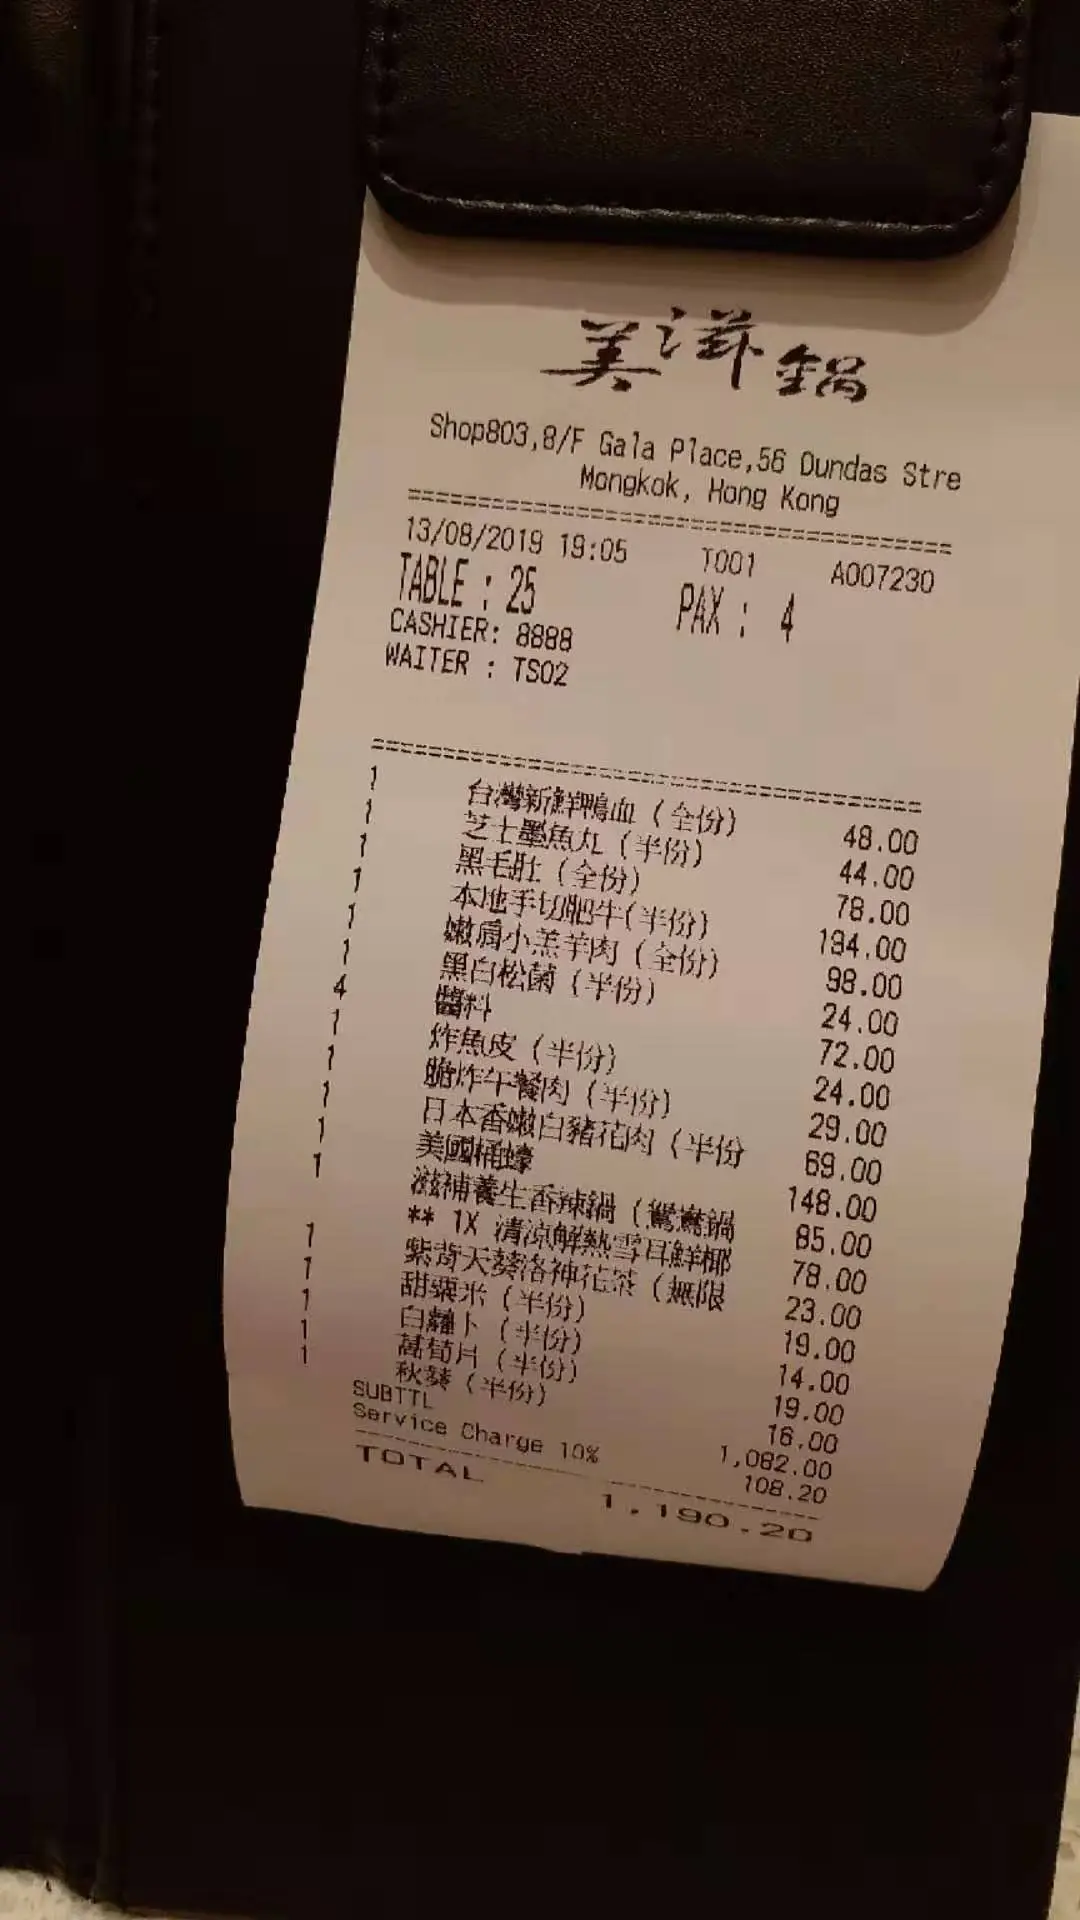 美滋鍋
Shop803,8/F Gala Place,56 Dundas Stre
Mongkok, Hong Kong
13/08/2019 19:05 T001 A007230
TABLE : 25 PAX : 4
CASHIER: 8888
WAITER : TS02
1 台灣新鮮鴨血 (全份) 48.00
1 芝士墨魚丸 (半份) 44.00
1 黑毛肚 (全份) 78.00
1 本地手切肥牛(半份) 194.00
1 嫩肩小羔羊肉 (全份) 98.00
1 黑白松菌 (半份) 24.00
4 醬料 72.00
1 炸魚皮 (半份) 24.00
1 脆炸午餐肉 (半份) 29.00
1 日本香嫩白豬花肉 (半份 69.00
1 美國桶蠔 148.00
1 滋補養生香辣鍋 (鴛鴦鍋 85.00
** 1X 清涼解熱雪耳鮮椰 78.00
1 紫背天葵洛神花茶 (無限 23.00
1 甜粟米 (半份) 19.00
1 白蘿卜 (半份) 14.00
1 萵筍片 (半份) 19.00
1 秋葵 (半份) 16.00
SUBTTL 1,082.00
Service Charge 10% 108.20
TOTAL 1,190.20